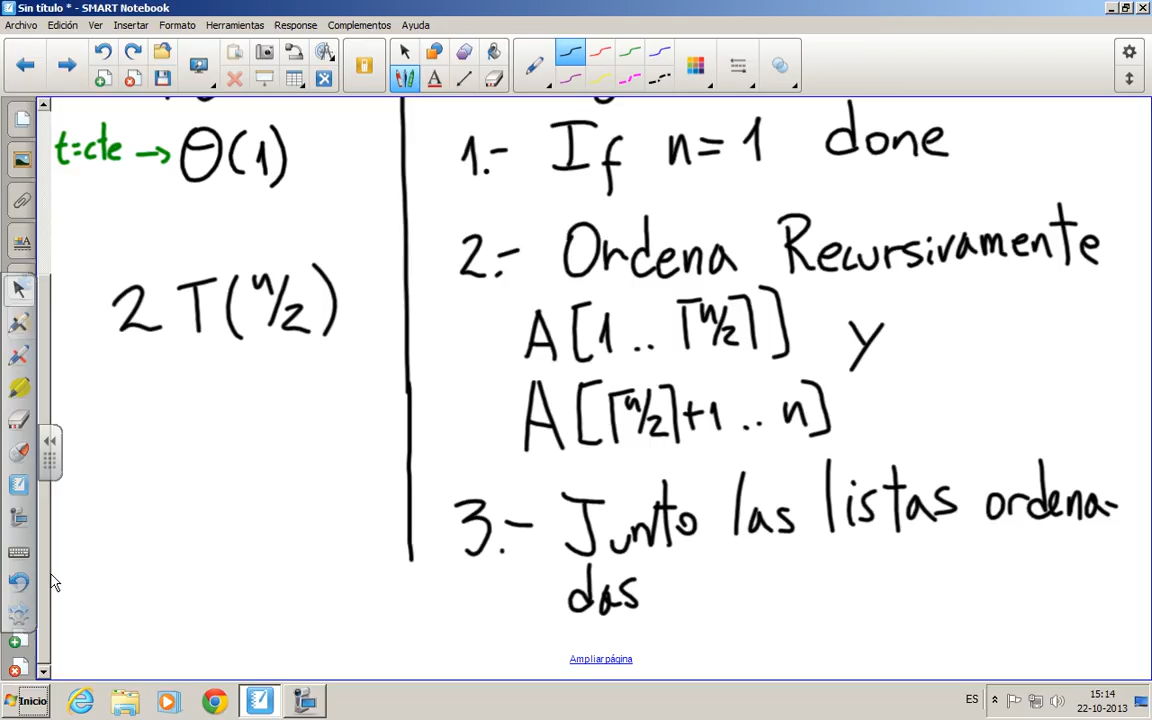 Sin título * - SMART Notebook
Archivo Edición Ver Insertar Formato Herramientas Response Complementos Ayuda
t=cte → Θ(1)
1.- If n=1 done
2.- Ordena Recursivamente
2T(n/2)
A[1..⌈n/2⌉] y
A[⌈n/2⌉+1..n]
3.- Junto las listas ordena-
das
Ampliar página
Inicio
ES
15:14
22-10-2013